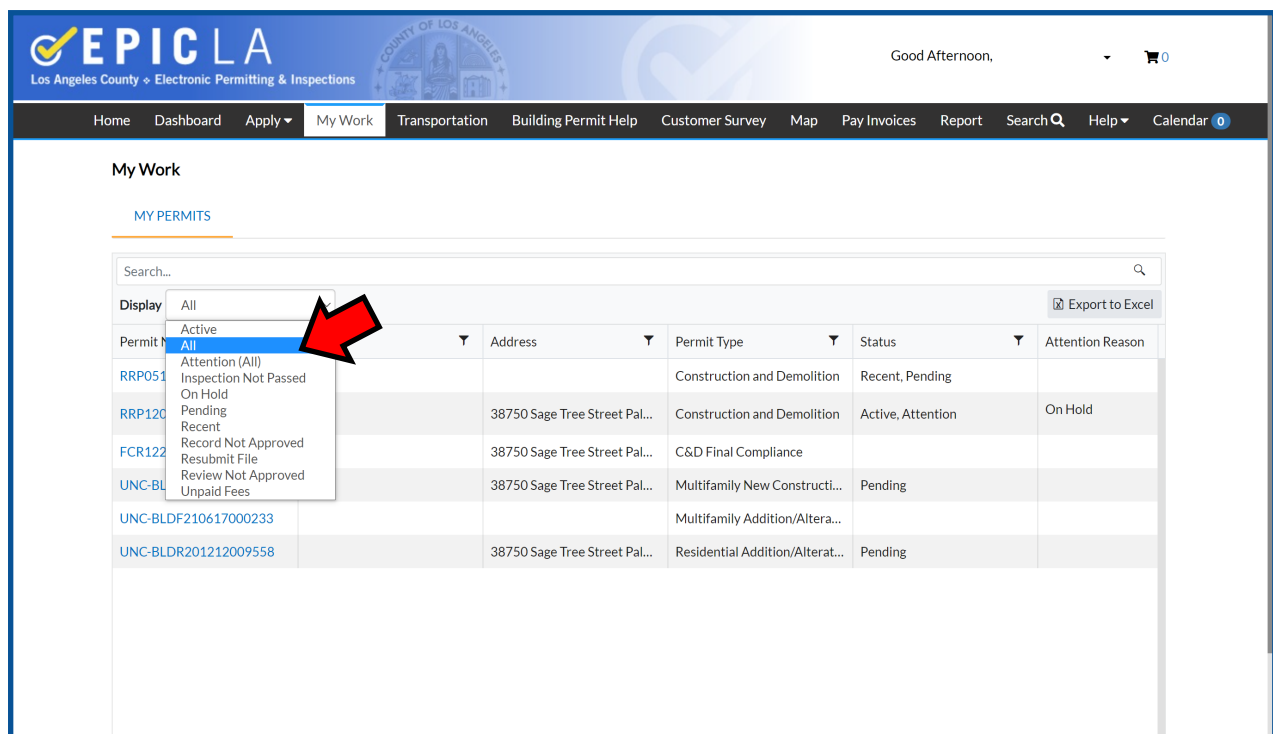 COUNTY OF LOS ANGELES
EPICLA
Los Angeles County Electronic Permitting & Inspections
Good Afternoon,
0
Home Dashboard Apply My Work Transportation Building Permit Help Customer Survey Map Pay Invoices Report Search Help Calendar 0
My Work
MY PERMITS
Search...
Display All Export to Excel
Active
All
Attention (All)
Inspection Not Passed
On Hold
Pending
Recent
Record Not Approved
Resubmit File
Review Not Approved
Unpaid Fees
Permit Address Permit Type Status Attention Reason
RRP051 Construction and Demolition Recent, Pending
RRP120 38750 Sage Tree Street Pal... Construction and Demolition Active, Attention On Hold
FCR122 38750 Sage Tree Street Pal... C&D Final Compliance
UNC-BL 38750 Sage Tree Street Pal... Multifamily New Constructi... Pending
UNC-BLDF210617000233 Multifamily Addition/Altera...
UNC-BLDR201212009558 38750 Sage Tree Street Pal... Residential Addition/Alterat... Pending